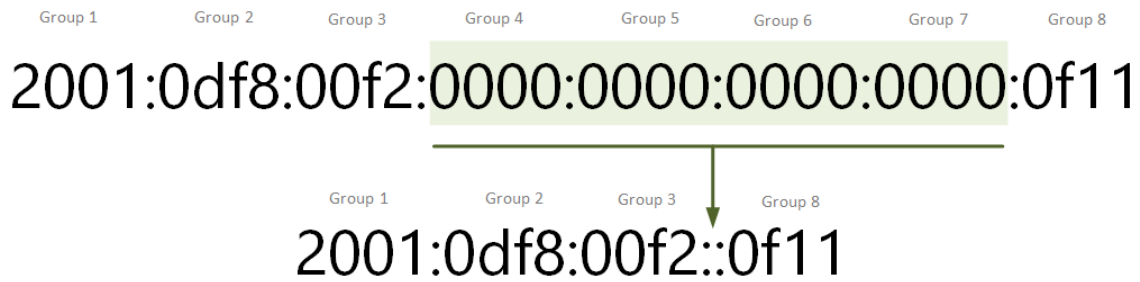 Group 1 Group 2 Group 3 Group 4 Group 5 Group 6 Group 7 Group 8
2001:0df8:00f2:0000:0000:0000:0000:0f11
Group 1 Group 2 Group 3 Group 8
2001:0df8:00f2::0f11